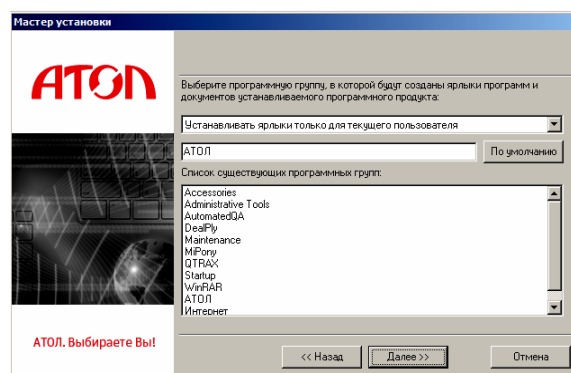 Мастер установки
АТОЛ
Выберите программную группу, в которой будут созданы ярлыки программ и
документов устанавливаемого программного продукта:
Устанавливать ярлыки только для текущего пользователя
АТОЛ
По умолчанию
Список существующих программных групп:
Accessories
Administrative Tools
AutomatedQA
DealPly
Maintenance
MiPony
QTRAX
Startup
WinRAR
АТОЛ
Интернет
АТОЛ. Выбираете Вы!
<< Назад
Далее >>
Отмена